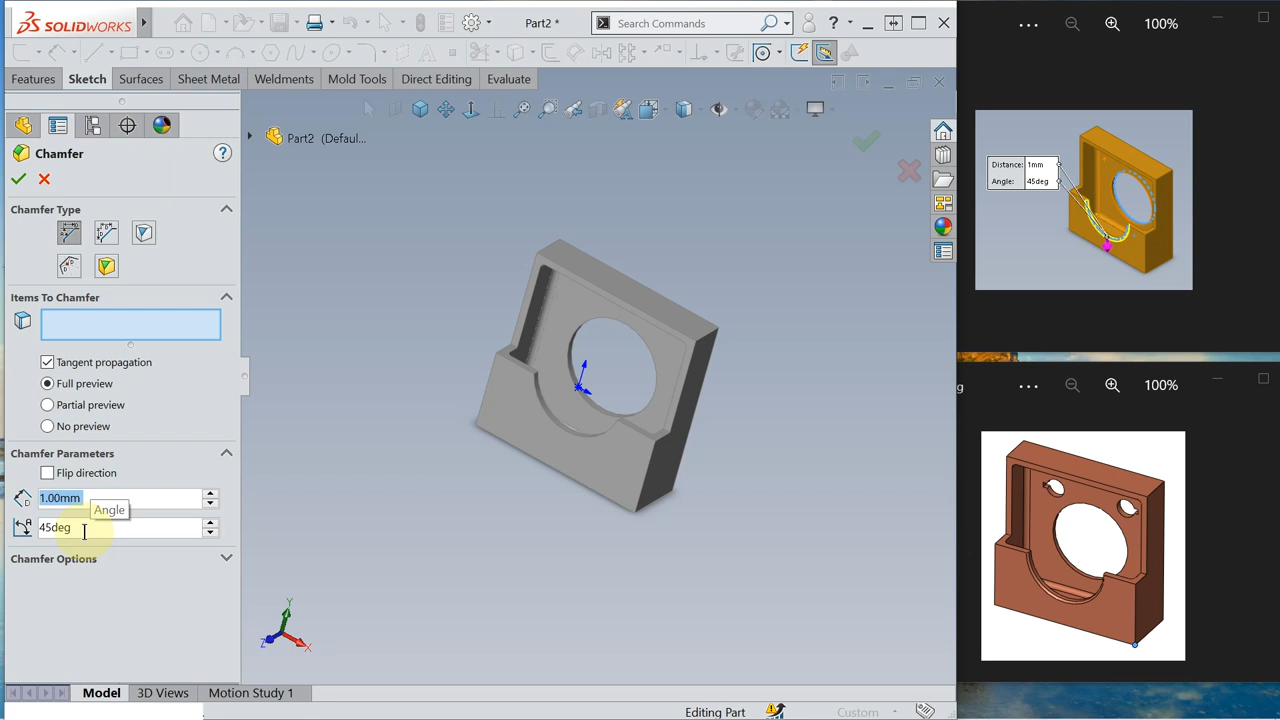 SOLIDWORKS
Part2 *
Search Commands
?
100%
Features
Sketch
Surfaces
Sheet Metal
Weldments
Mold Tools
Direct Editing
Evaluate
Part2 (Defaul...
Chamfer
?
Chamfer Type
Items To Chamfer
Tangent propagation
Full preview
Partial preview
No preview
Chamfer Parameters
Flip direction
1.00mm
Angle
45deg
Chamfer Options
Y
Z
X
Distance: 1mm
Angle: 45deg
g
100%
Model
3D Views
Motion Study 1
Editing Part
Custom